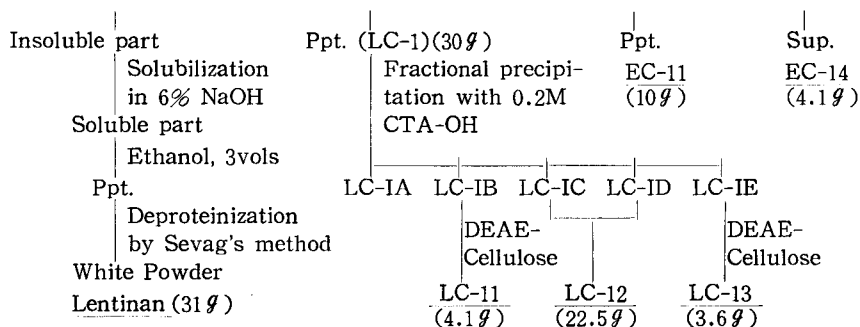 Insoluble part Ppt. (LC-1)(30g) Ppt. Sup.
Solubilization Fractional precipi- EC-11 EC-14
in 6% NaOH tation with 0.2M (10g) (4.1g)
Soluble part CTA-OH
Ethanol, 3vols
Ppt. LC-IA LC-IB LC-IC LC-ID LC-IE
Deproteinization DEAE- DEAE-
by Sevag's method Cellulose Cellulose
White Powder
Lentinan (31g) LC-11 LC-12 LC-13
(4.1g) (22.5g) (3.6g)